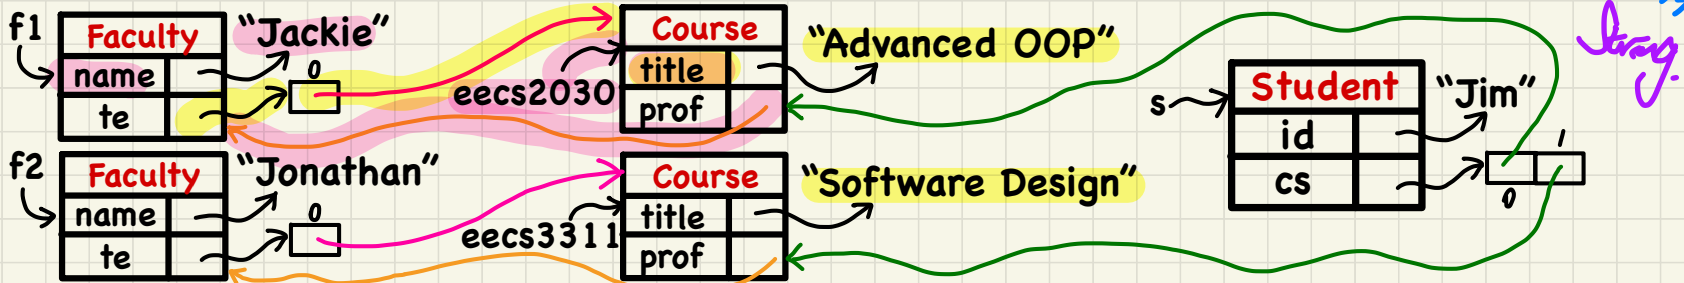 f1
Faculty
name
te
"Jackie"
0
eecs2030
Course
title
prof
"Advanced OOP"
s
Student
id
cs
"Jim"
0
1
f2
Faculty
name
te
"Jonathan"
0
eecs3311
Course
title
prof
"Software Design"